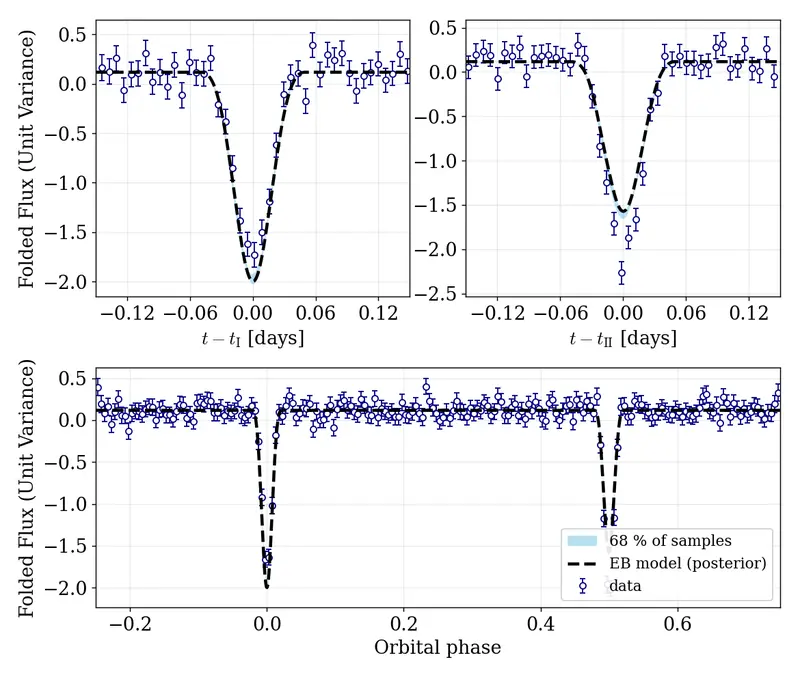 Folded Flux (Unit Variance)
0.5
0.0
−0.5
−1.0
−1.5
−2.0
−0.12 −0.06 0.00 0.06 0.12
t − t_I [days]
0.5
0.0
−0.5
−1.0
−1.5
−2.0
−2.5
−0.12 −0.06 0.00 0.06 0.12
t − t_II [days]
Folded Flux (Unit Variance)
0.5
0.0
−0.5
−1.0
−1.5
−2.0
68 % of samples
EB model (posterior)
data
−0.2 0.0 0.2 0.4 0.6
Orbital phase